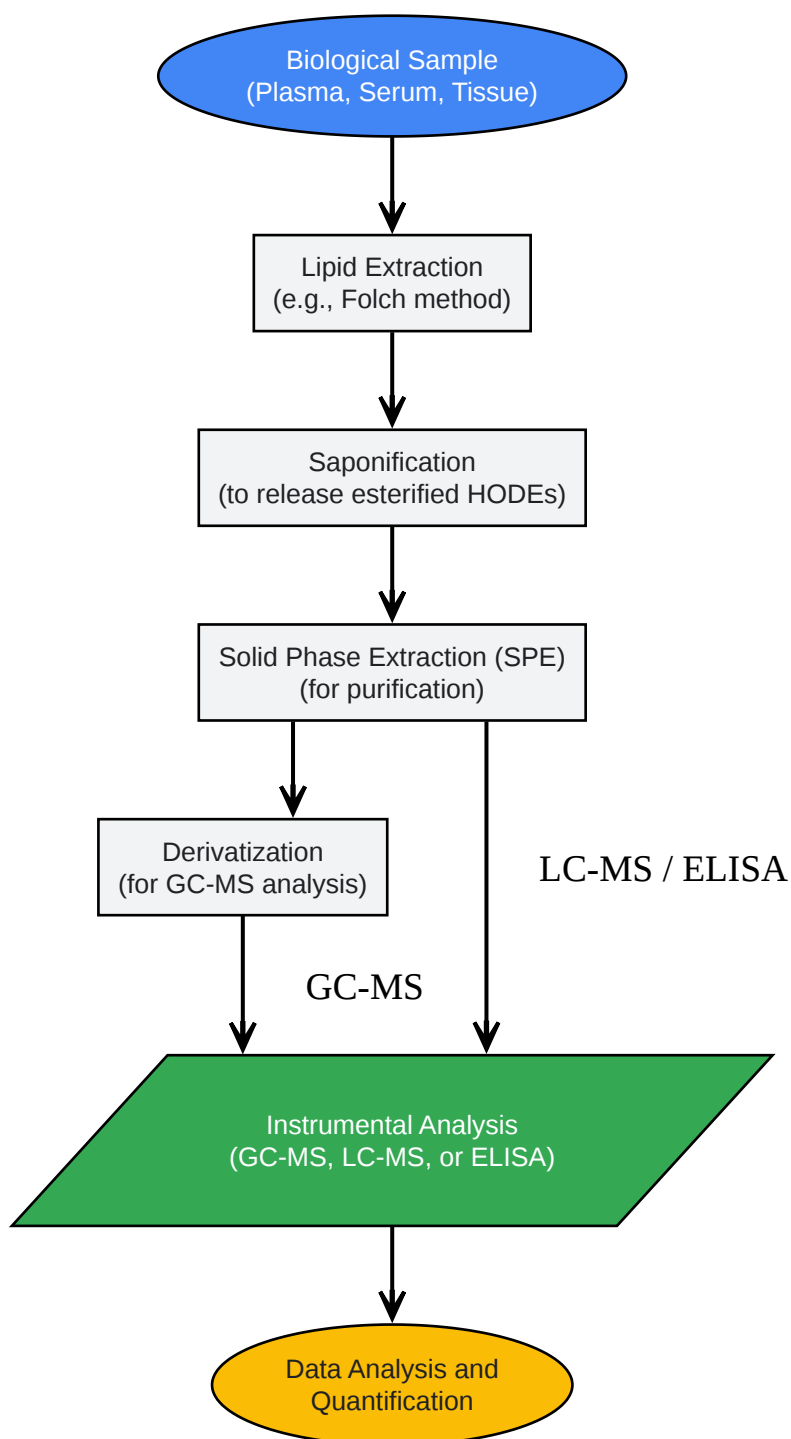 Biological Sample
(Plasma, Serum, Tissue)
Lipid Extraction
(e.g., Folch method)
Saponification
(to release esterified HODEs)
Solid Phase Extraction (SPE)
(for purification)
Derivatization
(for GC-MS analysis)
LC-MS / ELISA
GC-MS
Instrumental Analysis
(GC-MS, LC-MS, or ELISA)
Data Analysis and
Quantification